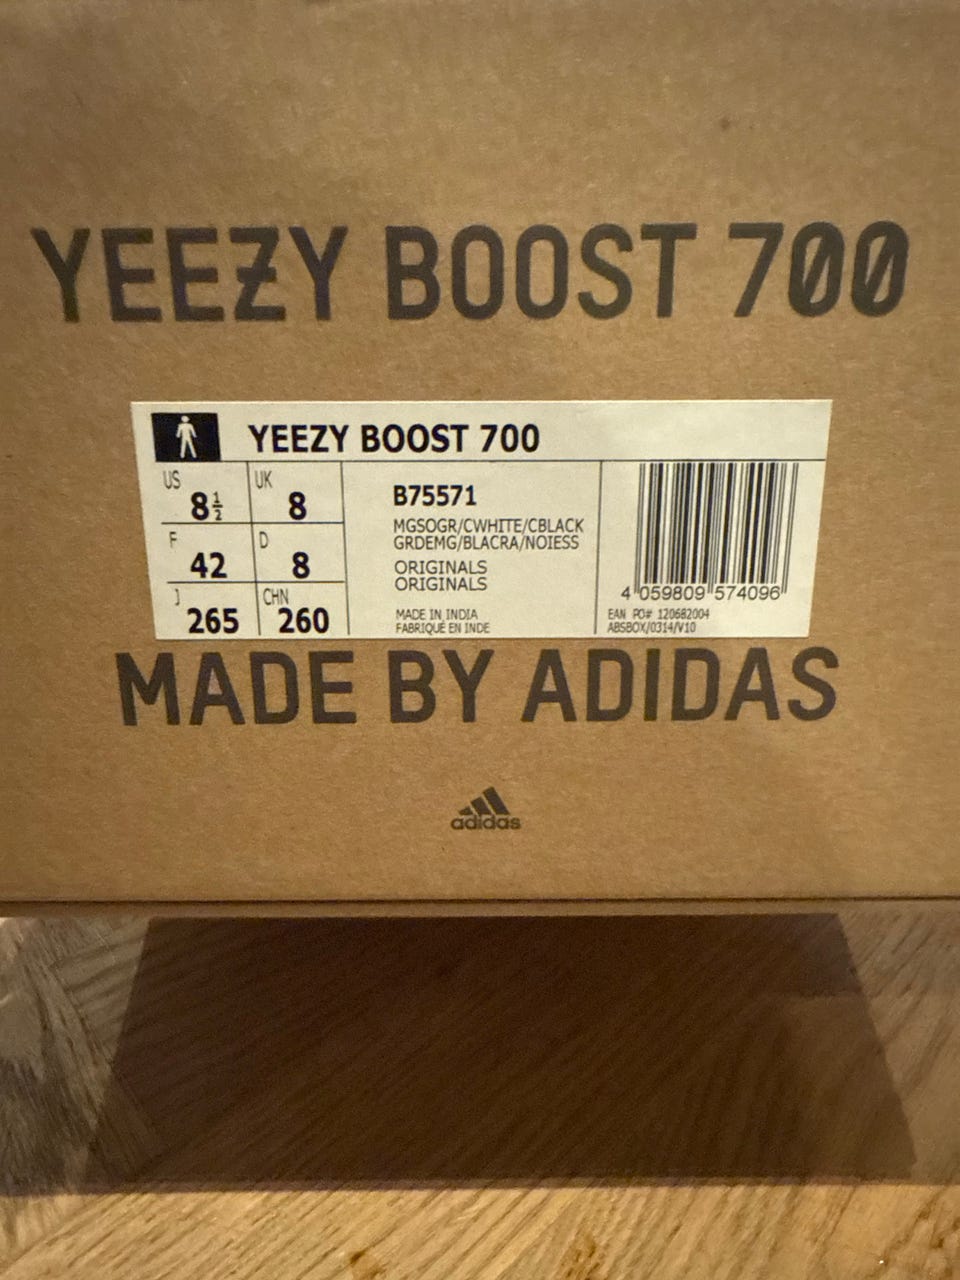 YEEZY BOOST 700
YEEZY BOOST 700
US 8½ UK 8
F 42 D 8
J 265 CHN 260
B75571
MGSOGR/CWHITE/CBLACK
GRDEMG/BLACRA/NOIESS
ORIGINALS
ORIGINALS
MADE IN INDIA
FABRIQUÉ EN INDE
4 059809 574096
EAN PO# 120682004
ABSBOX/0314/V10
MADE BY ADIDAS
adidas